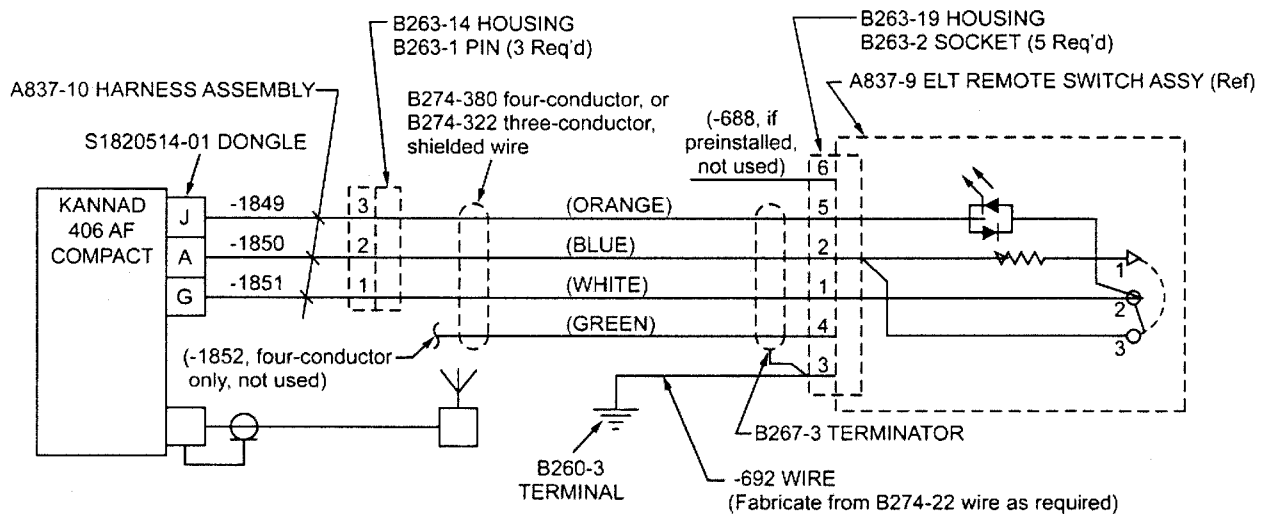 B263-14 HOUSING
B263-1 PIN (3 Req'd)
B263-19 HOUSING
B263-2 SOCKET (5 Req'd)
A837-9 ELT REMOTE SWITCH ASSY (Ref)
A837-10 HARNESS ASSEMBLY
B274-380 four-conductor, or
B274-322 three-conductor,
shielded wire
(-688, if
preinstalled,
not used)
S1820514-01 DONGLE
KANNAD
406 AF
COMPACT
6
J
-1849
3
(ORANGE)
5
A
-1850
2
(BLUE)
2
1
G
-1851
1
(WHITE)
1
2
(GREEN)
4
3
(-1852, four-conductor
only, not used)
3
B267-3 TERMINATOR
B260-3
TERMINAL
-692 WIRE
(Fabricate from B274-22 wire as required)